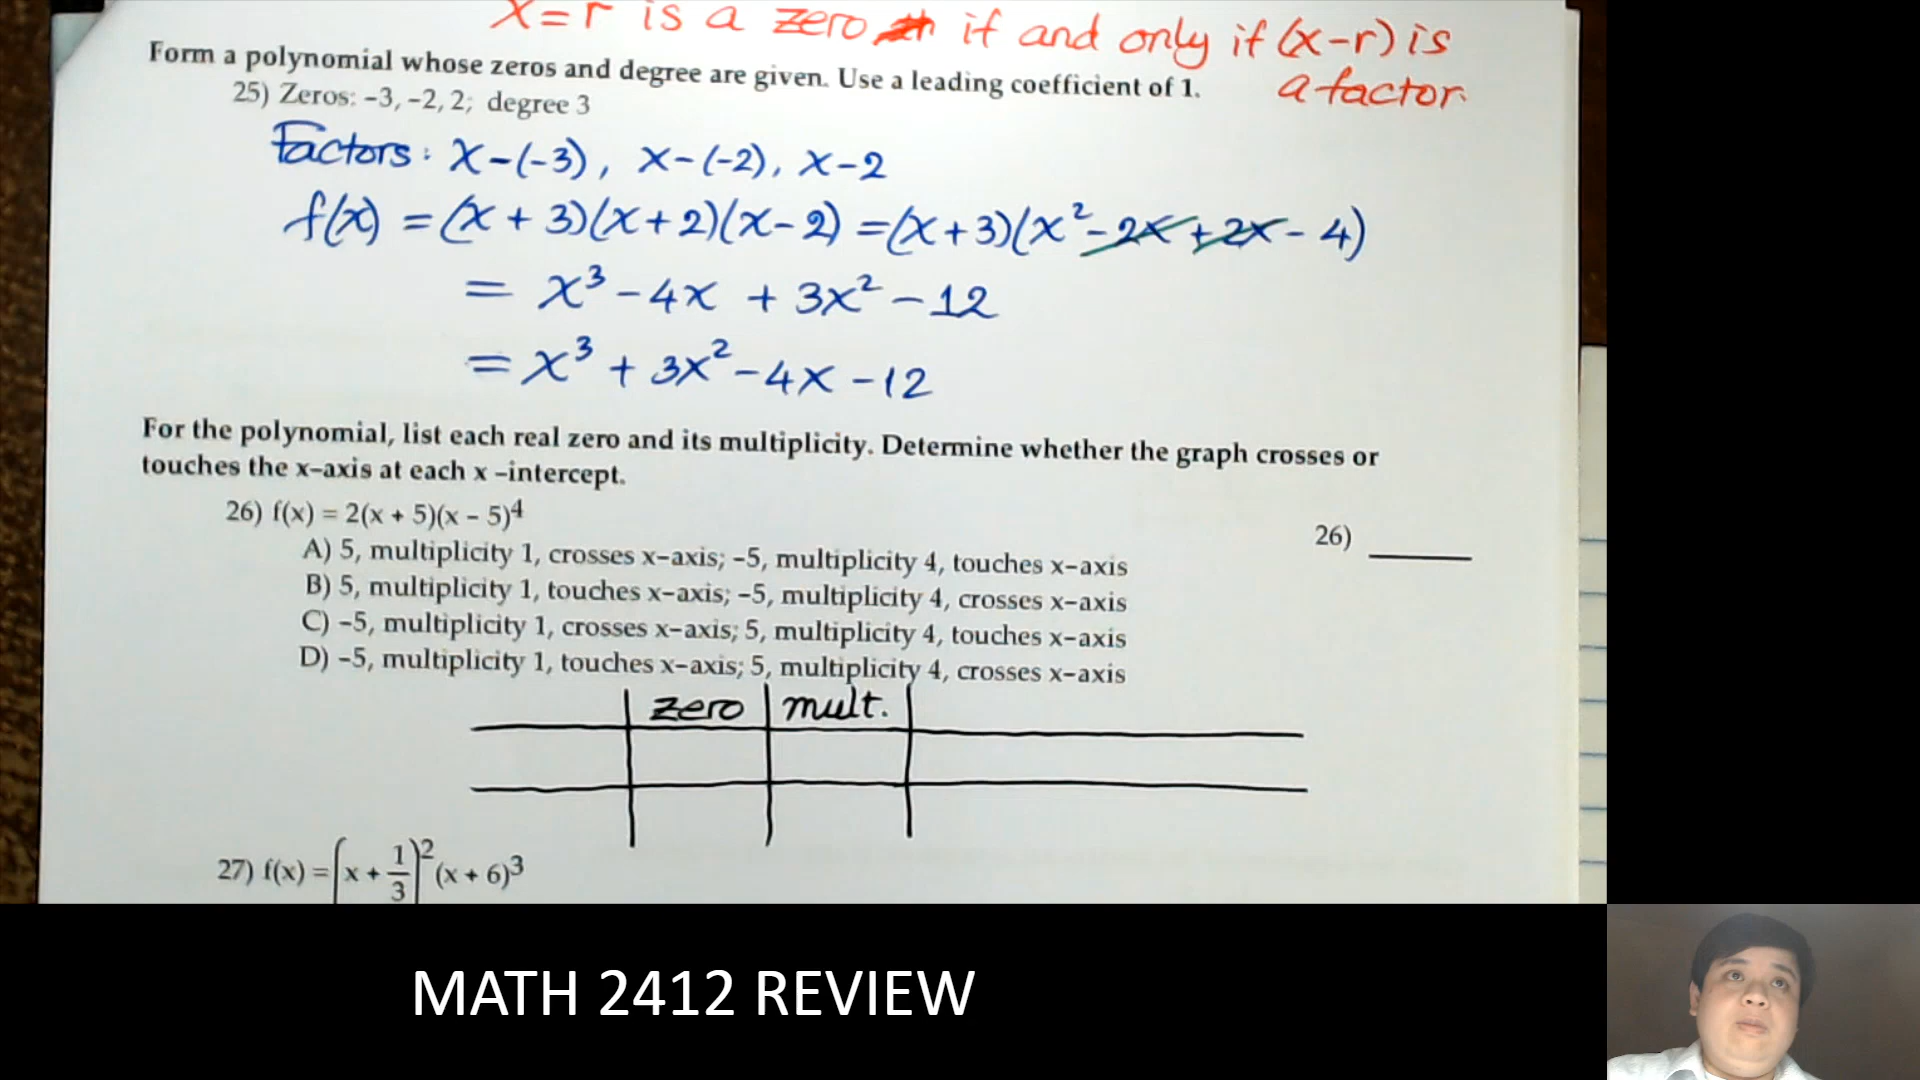 x=r is a zero if and only if (x-r) is
a factor.
Form a polynomial whose zeros and degree are given. Use a leading coefficient of 1.
25) Zeros: -3, -2, 2; degree 3
Factors: x-(-3), x-(-2), x-2
f(x) = (x+3)(x+2)(x-2) = (x+3)(x²-2x+2x-4)
= x³ - 4x + 3x² - 12
= x³ + 3x² - 4x - 12
For the polynomial, list each real zero and its multiplicity. Determine whether the graph crosses or
touches the x-axis at each x-intercept.
26) f(x) = 2(x + 5)(x - 5)⁴
26) ______
A) 5, multiplicity 1, crosses x-axis; -5, multiplicity 4, touches x-axis
B) 5, multiplicity 1, touches x-axis; -5, multiplicity 4, crosses x-axis
C) -5, multiplicity 1, crosses x-axis; 5, multiplicity 4, touches x-axis
D) -5, multiplicity 1, touches x-axis; 5, multiplicity 4, crosses x-axis
zero mult.
27) f(x) = (x + 1/3)² (x + 6)³
MATH 2412 REVIEW